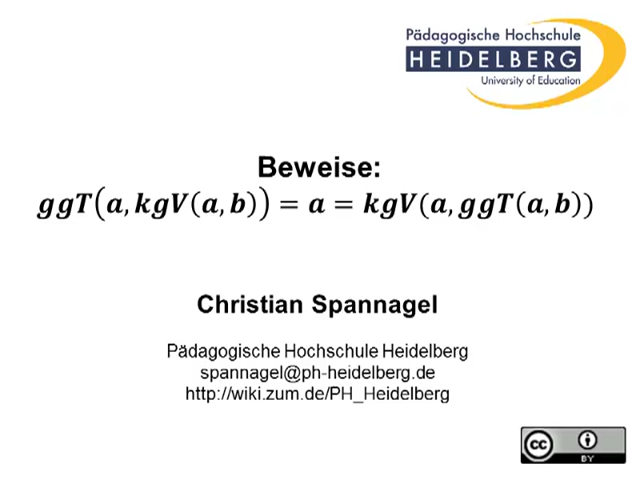 Pädagogische Hochschule
HEIDELBERG
University of Education
Beweise:
ggT(a, kgV(a, b)) = a = kgV(a, ggT(a, b))
Christian Spannagel
Pädagogische Hochschule Heidelberg
spannagel@ph-heidelberg.de
http://wiki.zum.de/PH_Heidelberg
cc
BY